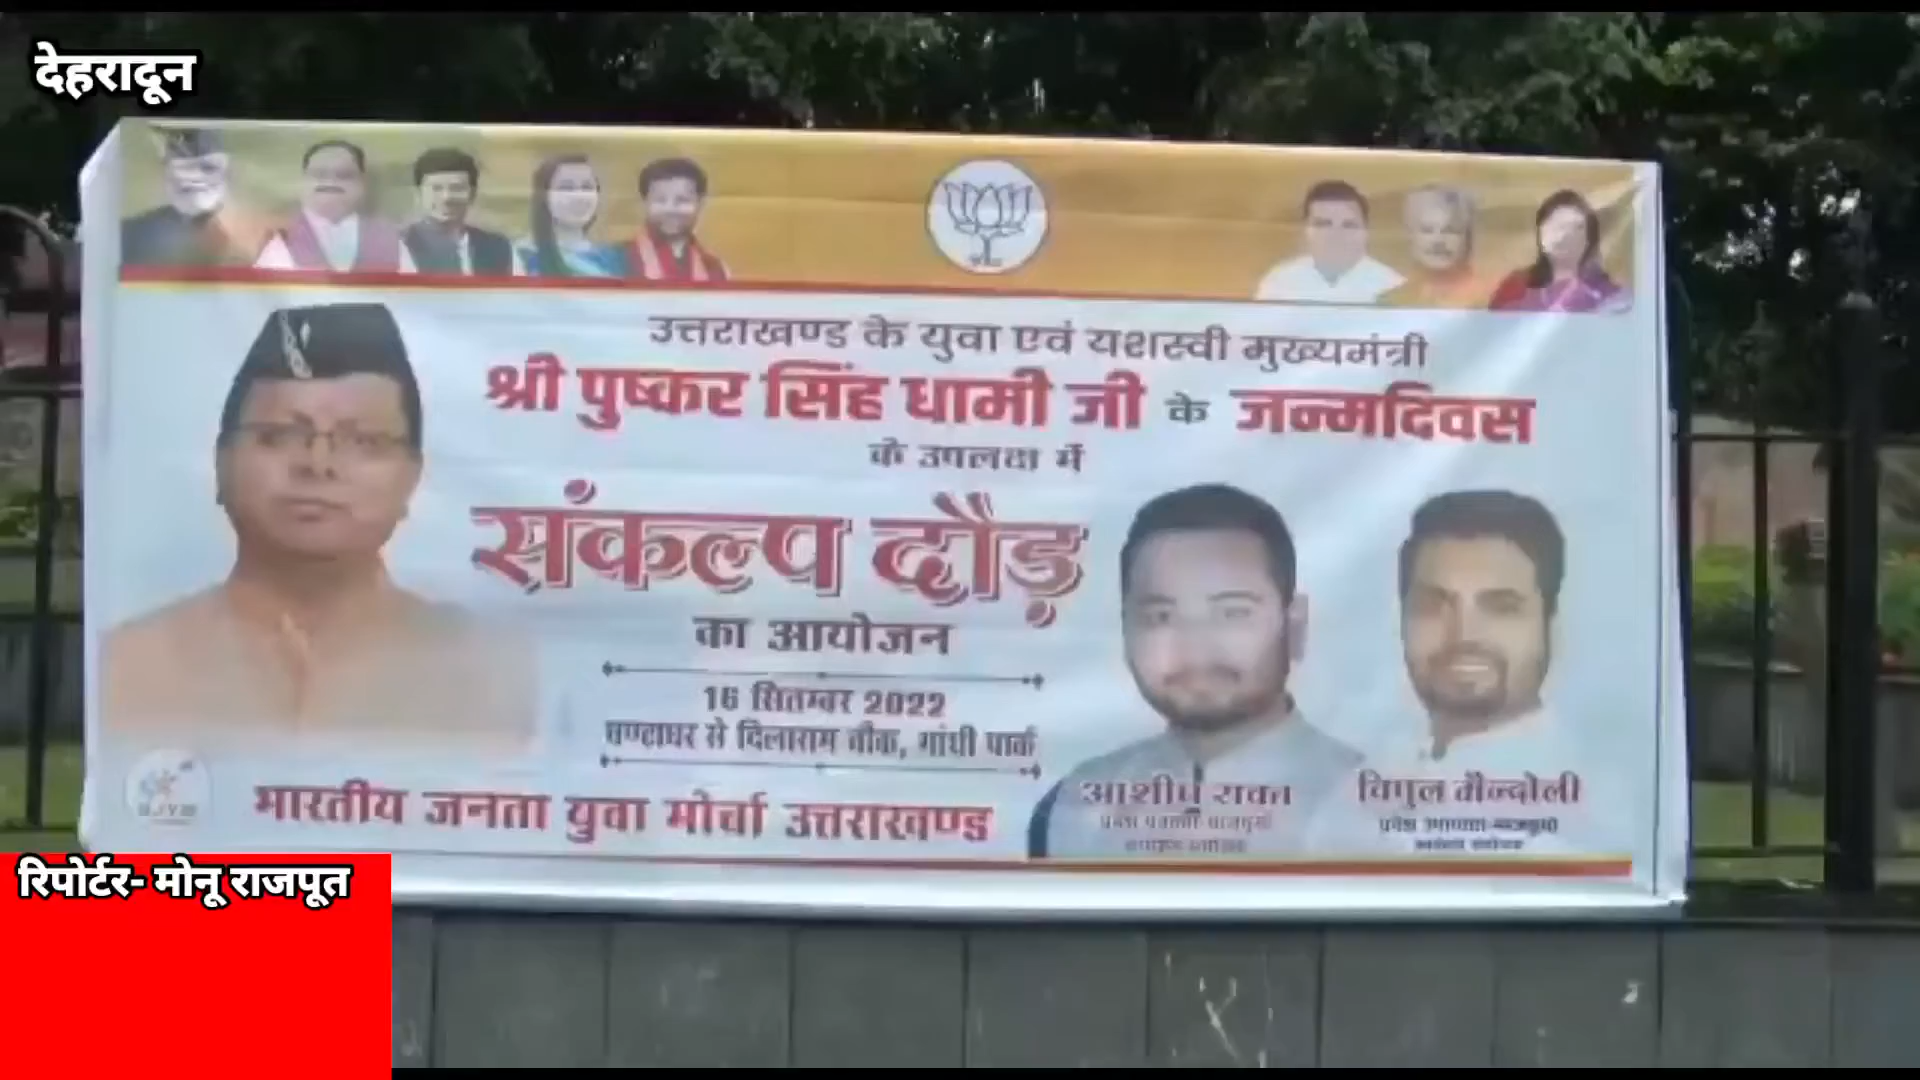 देहरादून
उत्तराखण्ड के युवा एवं यशस्वी मुख्यमंत्री
श्री पुष्कर सिंह धामी जी के जन्मदिवस
के उपलक्ष में
संकल्प दौड़
का आयोजन
16 सितम्बर 2022
घण्टाघर से दिलाराम चौक, गांधी पार्क
भारतीय जनता युवा मोर्चा उत्तराखण्ड
आशीष रावत
विपुल मैन्दोली
रिपोर्टर- मोनू राजपूत